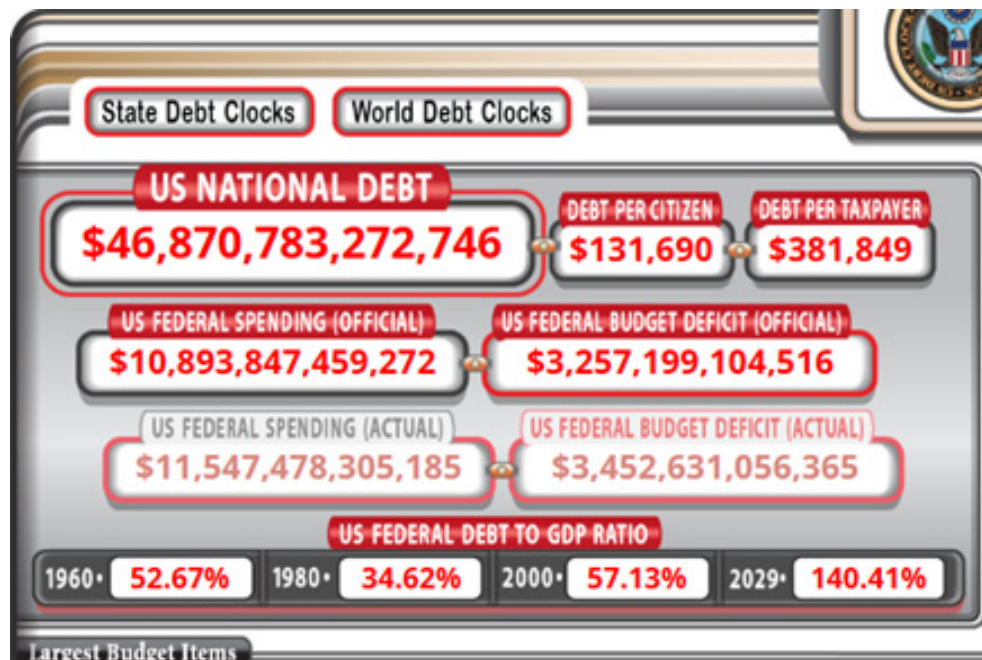 State Debt Clocks World Debt Clocks
US NATIONAL DEBT
DEBT PER CITIZEN DEBT PER TAXPAYER
$46,870,783,272,746 $131,690 $381,849
US FEDERAL SPENDING (OFFICIAL) US FEDERAL BUDGET DEFICIT (OFFICIAL)
$10,893,847,459,272 $3,257,199,104,516
US FEDERAL SPENDING (ACTUAL) US FEDERAL BUDGET DEFICIT (ACTUAL)
$11,547,478,305,185 $3,452,631,056,365
US FEDERAL DEBT TO GDP RATIO
1960• 52.67% 1980• 34.62% 2000• 57.13% 2029• 140.41%
Largest Budget Items